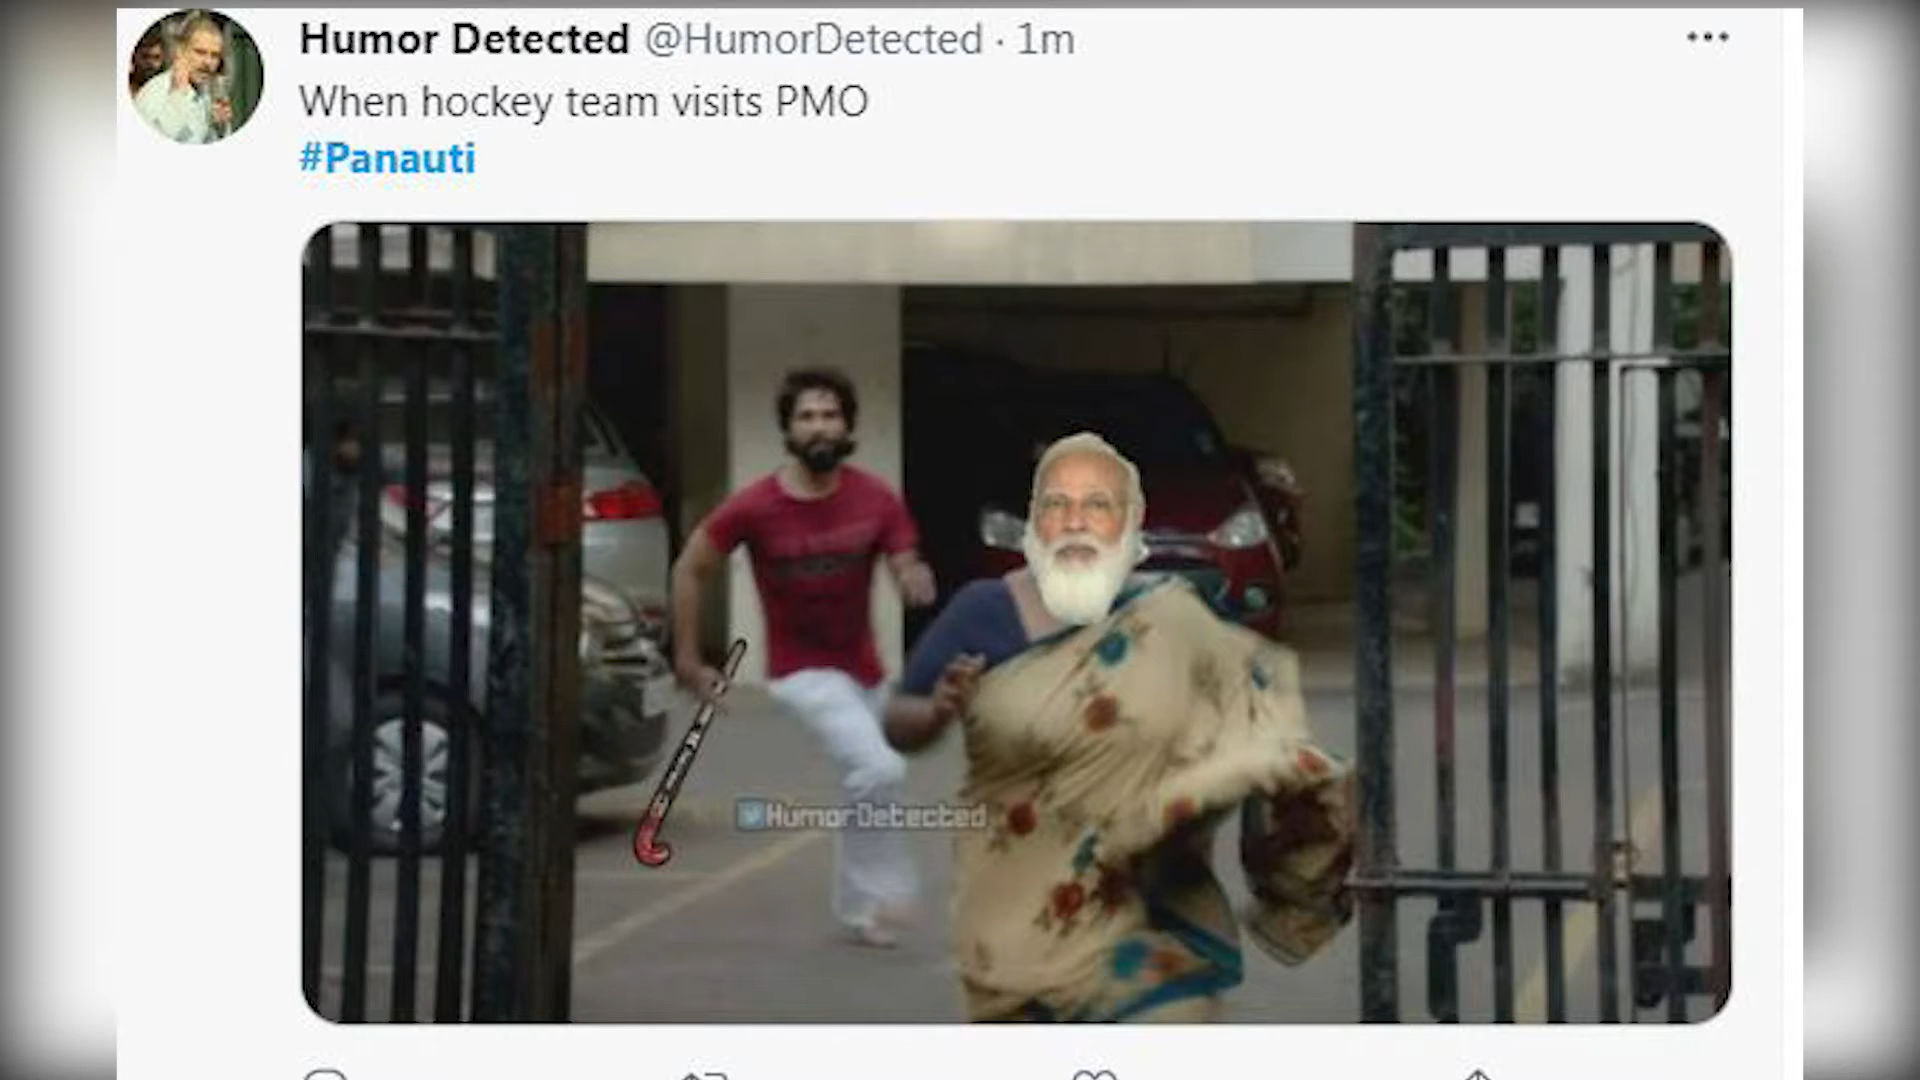 Humor Detected @HumorDetected · 1m
When hockey team visits PMO
#Panauti
HumorDetected